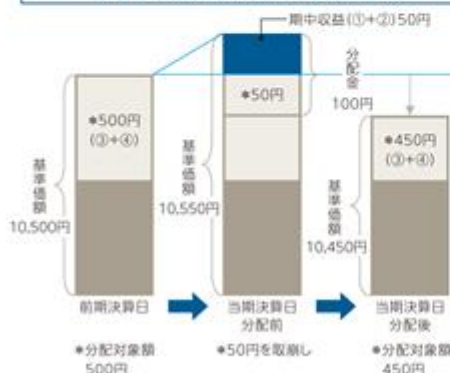 期中収益(①+②)50円
分配金
100円
*500円
(③+④)
*50円
*450円
(③+④)
基準価額
10,500円
基準価額
10,550円
基準価額
10,450円
前期決算日
当期決算日
分配前
当期決算日
分配後
*分配対象額
500円
*50円を取崩し
*分配対象額
450円